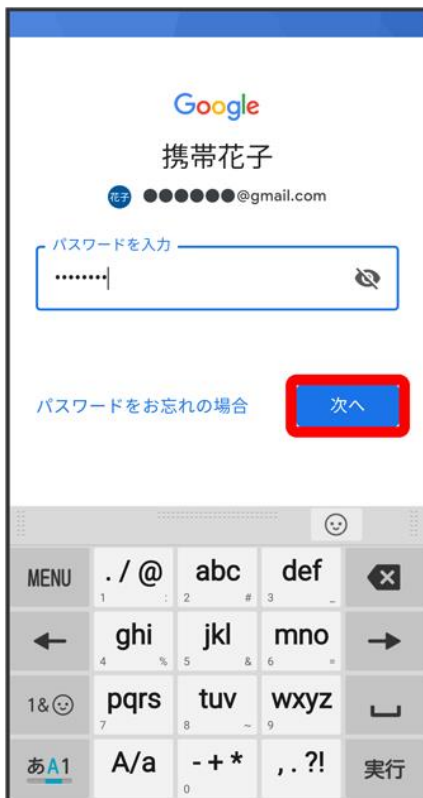 Google
携帯花子
花子 ●●●●●●@gmail.com
パスワードを入力
••••••••
パスワードをお忘れの場合 次へ
MENU ./@ abc def
1 : 2 # 3 _
ghi jkl mno
4 % 5 & 6 =
1&☺ pqrs tuv wxyz
7 8 ~ 9
あA1 A/a -+* ,.?! 実行
0